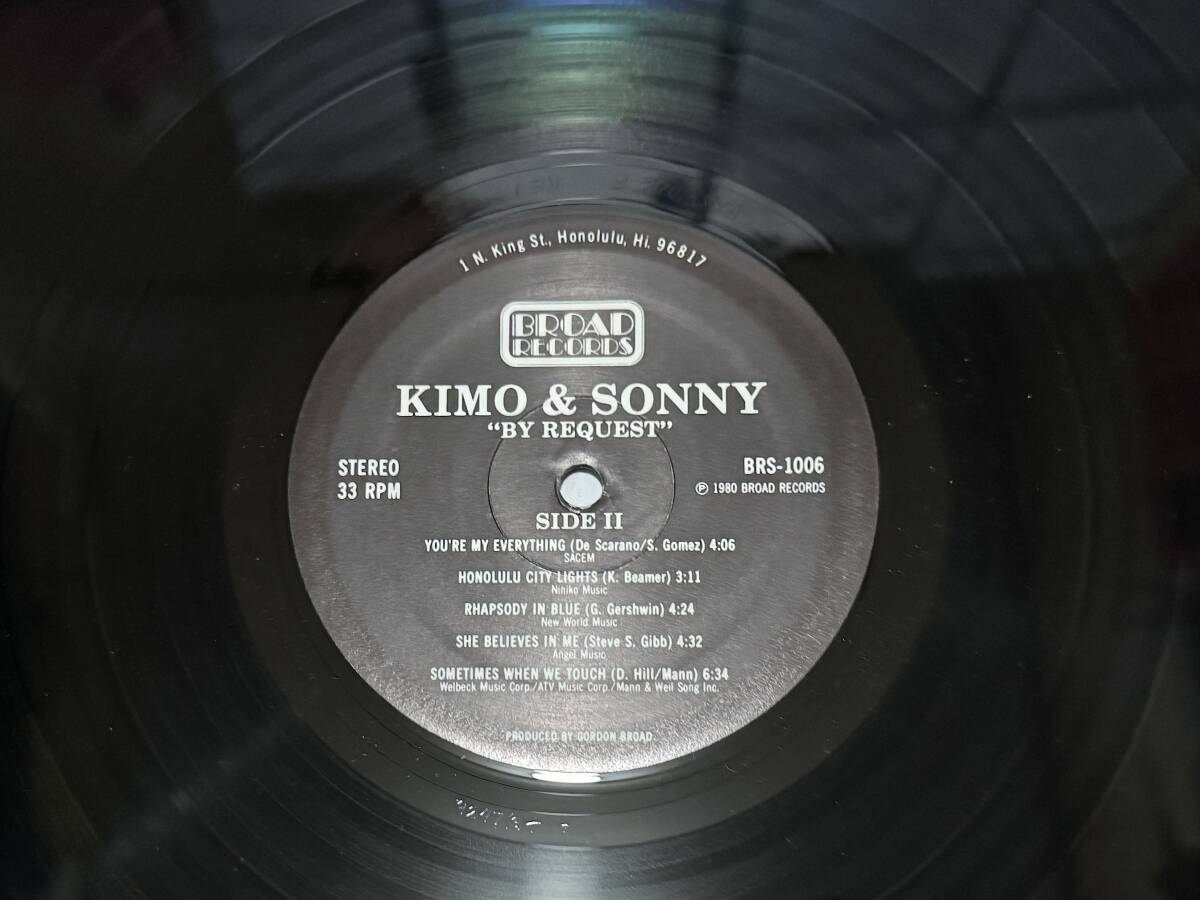 1 N. King St., Honolulu, Hi. 96817
BROAD
RECORDS
KIMO & SONNY
“BY REQUEST”
STEREO
33 RPM
BRS-1006
℗ 1980 BROAD RECORDS
SIDE II
YOU'RE MY EVERYTHING (De Scarano/S. Gomez) 4:06
SACEM
HONOLULU CITY LIGHTS (K. Beamer) 3:11
Niniko Music
RHAPSODY IN BLUE (G. Gershwin) 4:24
New World Music
SHE BELIEVES IN ME (Steve S. Gibb) 4:32
Angel Music
SOMETIMES WHEN WE TOUCH (D. Hill/Mann) 6:34
Welbeck Music Corp./ATV Music Corp./Mann & Weil Song Inc.
PRODUCED BY GORDON BROAD